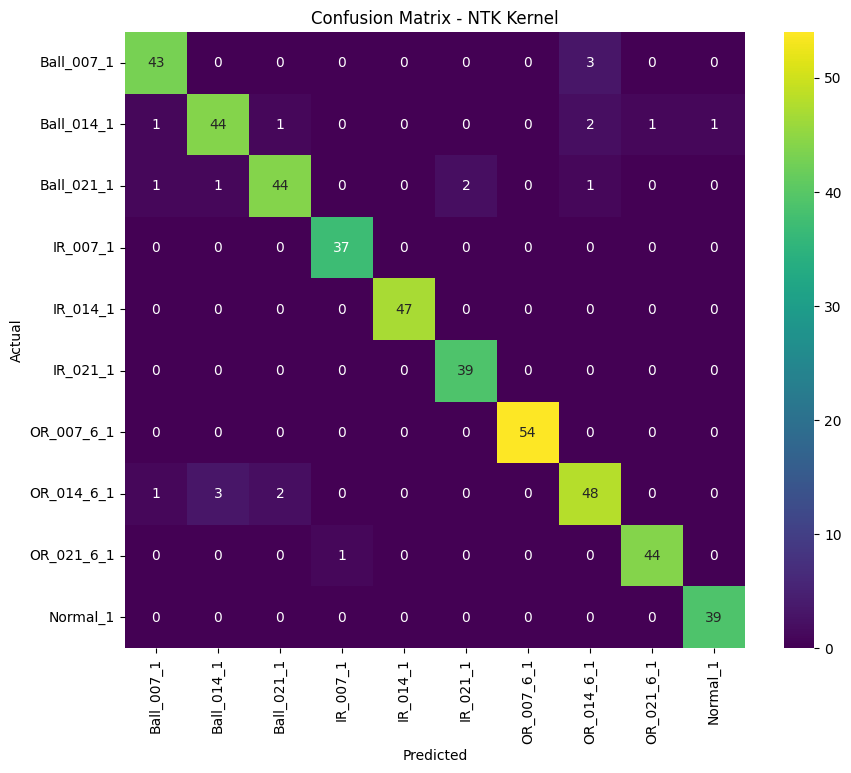 Confusion Matrix - NTK Kernel
Actual
Ball_007_1 43 0 0 0 0 0 0 3 0 0
Ball_014_1 1 44 1 0 0 0 0 2 1 1
Ball_021_1 1 1 44 0 0 2 0 1 0 0
IR_007_1 0 0 0 37 0 0 0 0 0 0
IR_014_1 0 0 0 0 47 0 0 0 0 0
IR_021_1 0 0 0 0 0 39 0 0 0 0
OR_007_6_1 0 0 0 0 0 0 54 0 0 0
OR_014_6_1 1 3 2 0 0 0 0 48 0 0
OR_021_6_1 0 0 0 1 0 0 0 0 44 0
Normal_1 0 0 0 0 0 0 0 0 0 39
Ball_007_1 Ball_014_1 Ball_021_1 IR_007_1 IR_014_1 IR_021_1 OR_007_6_1 OR_014_6_1 OR_021_6_1 Normal_1
Predicted
50
40
30
20
10
0